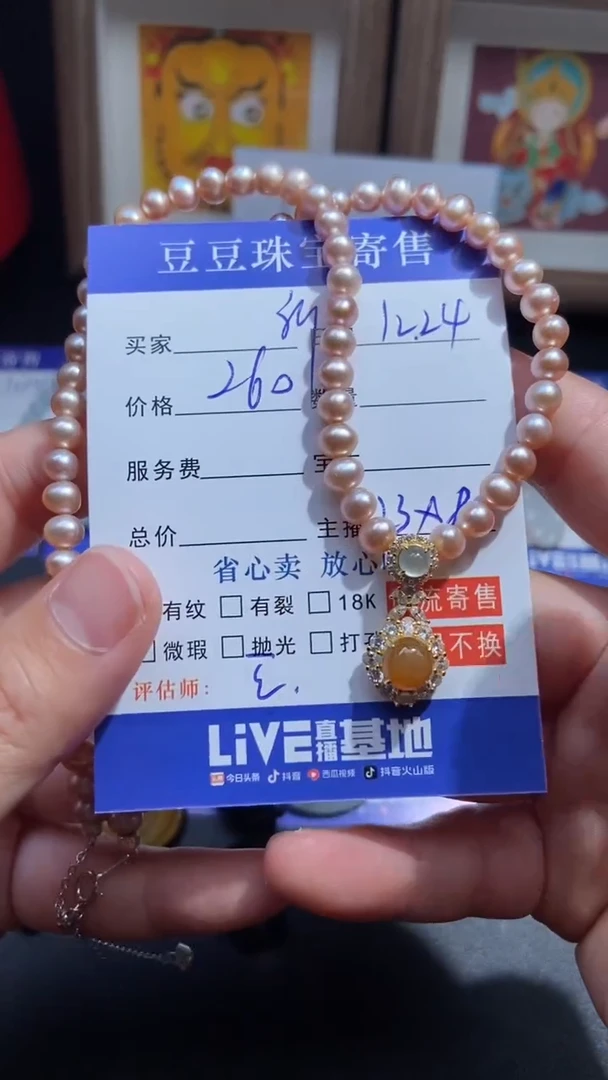 豆豆珠宝寄售
买家 12.24
价格 260
服务费
总价 主播
省心卖 放心
有纹 □有裂 □18K 流寄售
微瑕 □抛光 □打 不换
评估师：
LiVE直播基地
今日头条 抖音 西瓜视频 抖音火山版